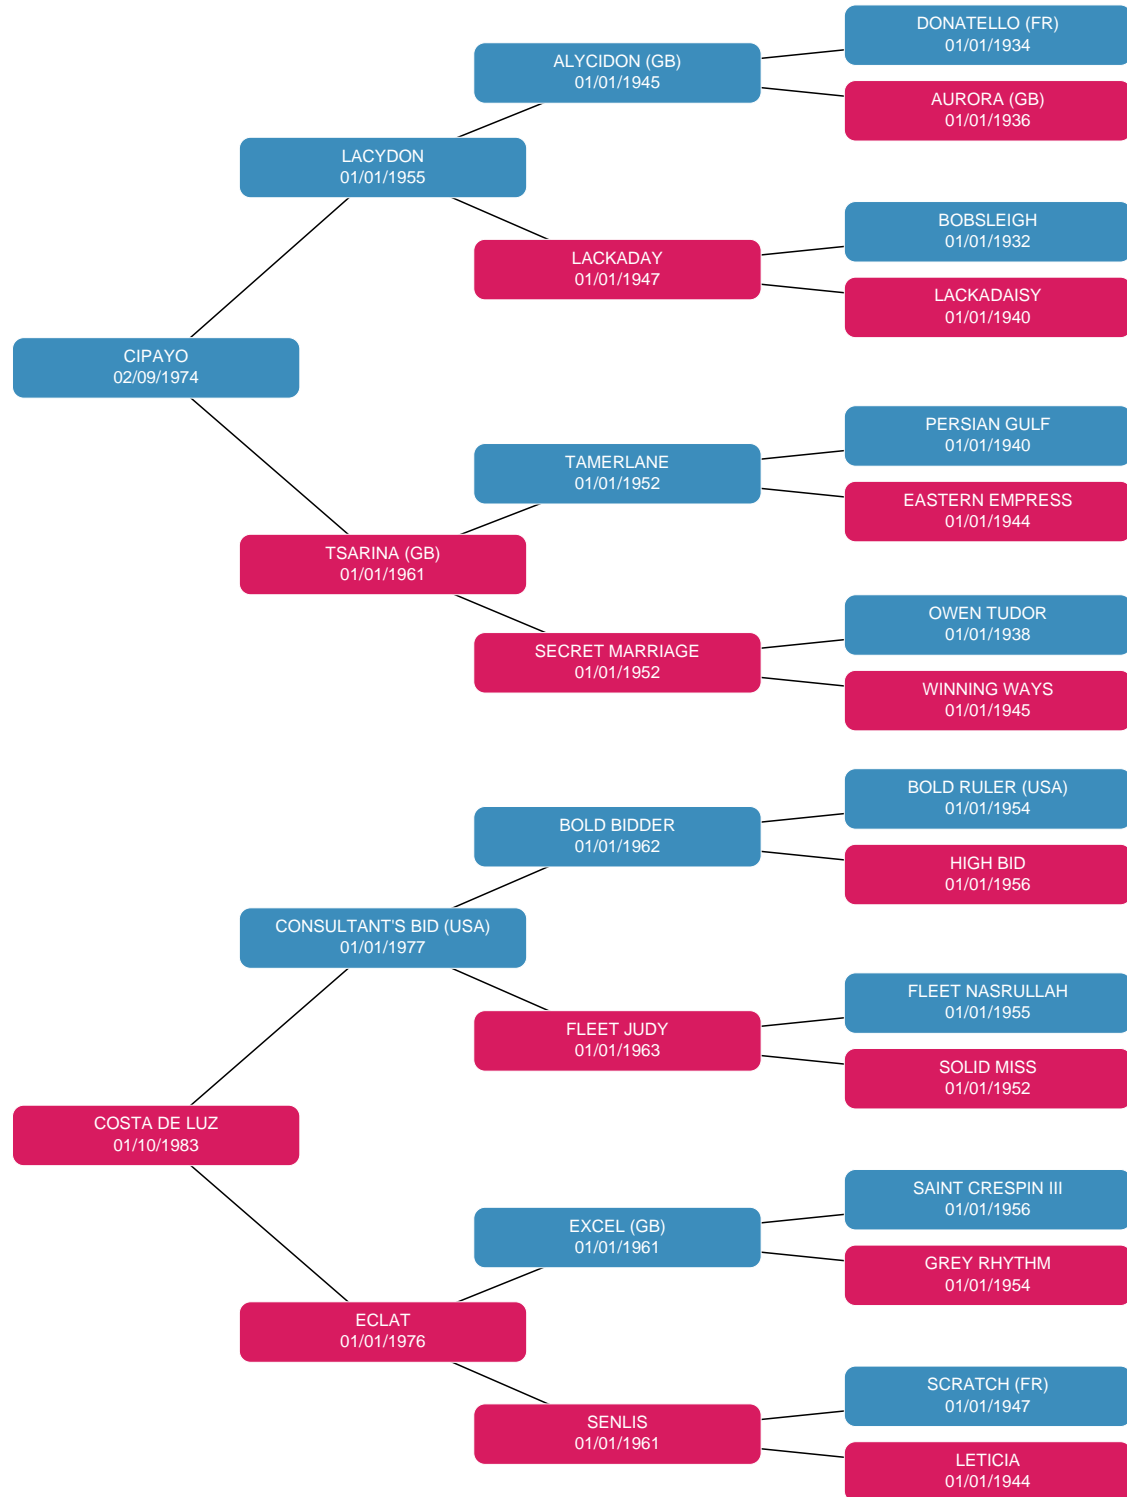 DONATELLO (FR)
01/01/1934
ALYCIDON (GB)
01/01/1945
AURORA (GB)
01/01/1936
LACYDON
01/01/1955
BOBSLEIGH
01/01/1932
LACKADAY
01/01/1947
LACKADAISY
01/01/1940
CIPAYO
02/09/1974
PERSIAN GULF
01/01/1940
TAMERLANE
01/01/1952
EASTERN EMPRESS
01/01/1944
TSARINA (GB)
01/01/1961
OWEN TUDOR
01/01/1938
SECRET MARRIAGE
01/01/1952
WINNING WAYS
01/01/1945
BOLD RULER (USA)
01/01/1954
BOLD BIDDER
01/01/1962
HIGH BID
01/01/1956
CONSULTANT'S BID (USA)
01/01/1977
FLEET NASRULLAH
01/01/1955
FLEET JUDY
01/01/1963
SOLID MISS
01/01/1952
COSTA DE LUZ
01/10/1983
SAINT CRESPIN III
01/01/1956
EXCEL (GB)
01/01/1961
GREY RHYTHM
01/01/1954
ECLAT
01/01/1976
SCRATCH (FR)
01/01/1947
SENLIS
01/01/1961
LETICIA
01/01/1944